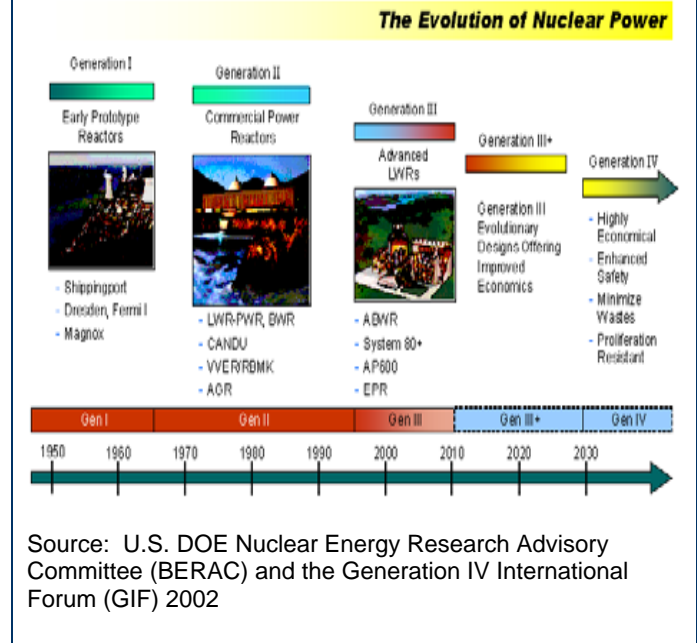 The Evolution of Nuclear Power
Generation I
Early Prototype
Reactors
- Shippingport
- Dresden, Fermi I
- Magnox
Generation II
Commercial Power
Reactors
- LWR-PWR, BWR
- CANDU
- VVER/RBMK
- AGR
Generation III
Advanced
LWRs
- ABWR
- System 80+
- AP600
- EPR
Generation III+
Generation III
Evolutionary
Designs Offering
Improved
Economics
Generation IV
- Highly
Economical
- Enhanced
Safety
- Minimize
Wastes
- Proliferation
Resistant
Gen I
Gen II
Gen III
Gen III+
Gen IV
1950
1960
1970
1980
1990
2000
2010
2020
2030
Source: U.S. DOE Nuclear Energy Research Advisory
Committee (BERAC) and the Generation IV International
Forum (GIF) 2002